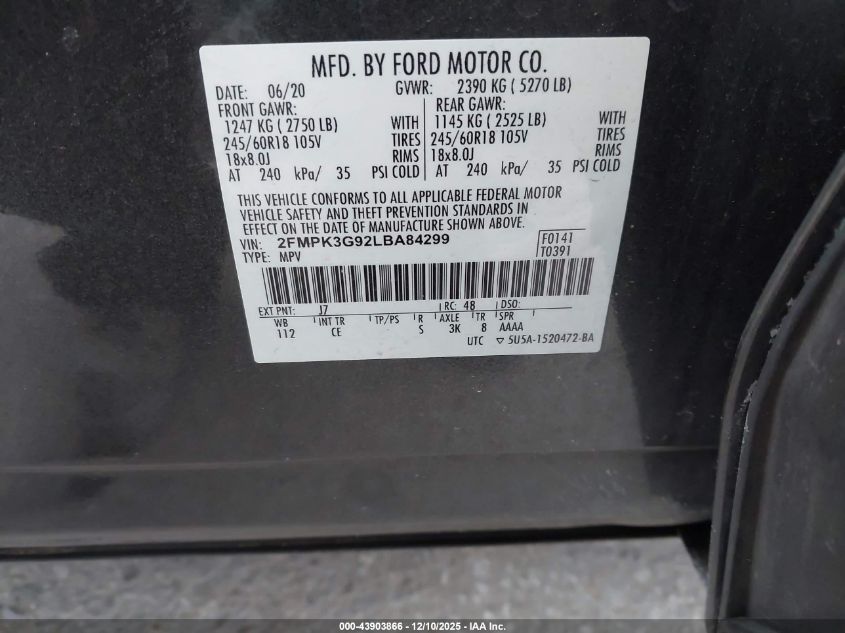 MFD. BY FORD MOTOR CO.
DATE: 06/20 GVWR: 2390 KG ( 5270 LB)
FRONT GAWR: REAR GAWR:
1247 KG ( 2750 LB) WITH 1145 KG ( 2525 LB) WITH
245/60R18 105V TIRES 245/60R18 105V TIRES
18x8.0J RIMS 18x8.0J RIMS
AT 240 kPa/ 35 PSI COLD AT 240 kPa/ 35 PSI COLD
THIS VEHICLE CONFORMS TO ALL APPLICABLE FEDERAL MOTOR
VEHICLE SAFETY AND THEFT PREVENTION STANDARDS IN
EFFECT ON THE DATE OF MANUFACTURE SHOWN ABOVE.
VIN: 2FMPK3G92LBA84299 F0141
TYPE: MPV T0391
EXT PNT: J7 RC: 48 DSO:
WB INT TR TP/PS R AXLE TR SPR
112 CE S 3K 8 AAAA
UTC ▽ 5U5A-1520472-BA
000-43903866 - 12/10/2025 - IAA Inc.